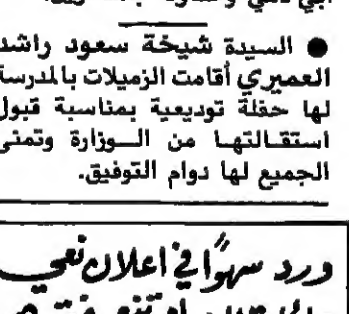 ● السيدة شيخة سعود راشد
العميري أقامت الزميلات بالمدرسة
لها حفلة توديعية بمناسبة قبول
استقالتها من الوزارة وتمنى
الجميع لها دوام التوفيق.
ورد سهوًا في اعلان نعي